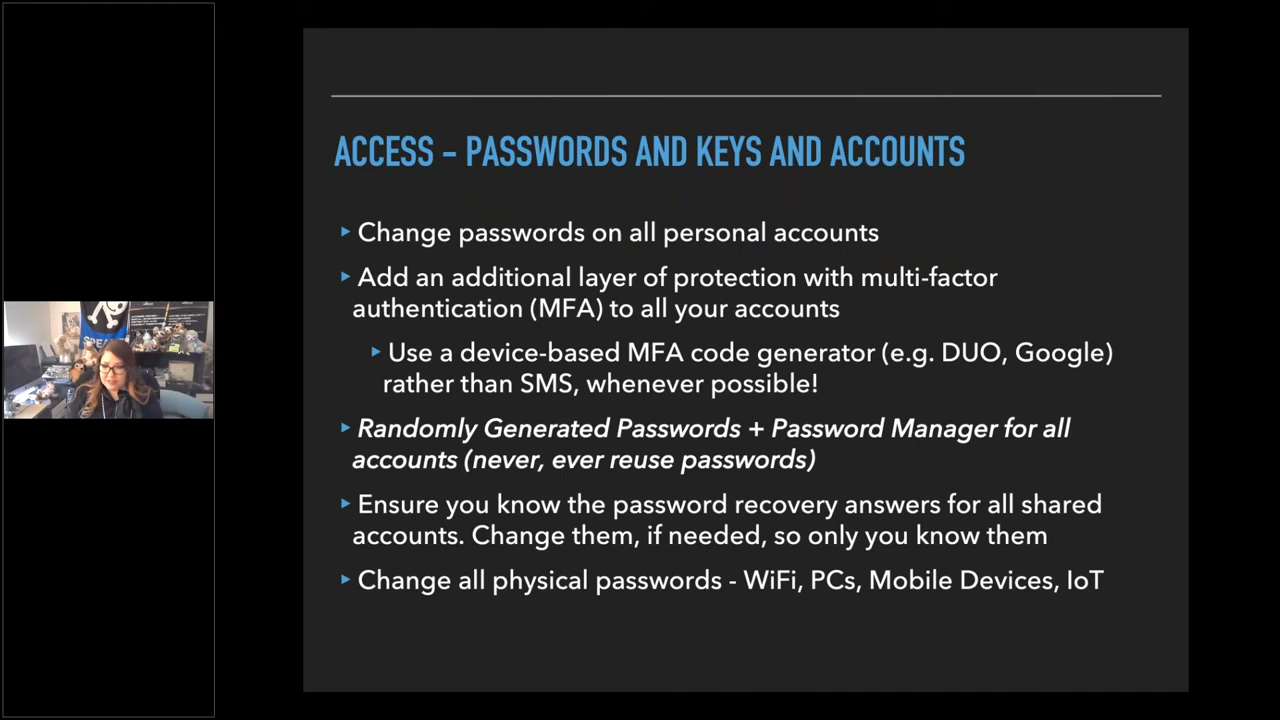 ACCESS – PASSWORDS AND KEYS AND ACCOUNTS
▸ Change passwords on all personal accounts
▸ Add an additional layer of protection with multi-factor
authentication (MFA) to all your accounts
▸ Use a device-based MFA code generator (e.g. DUO, Google)
rather than SMS, whenever possible!
▸ Randomly Generated Passwords + Password Manager for all
accounts (never, ever reuse passwords)
▸ Ensure you know the password recovery answers for all shared
accounts. Change them, if needed, so only you know them
▸ Change all physical passwords - WiFi, PCs, Mobile Devices, IoT